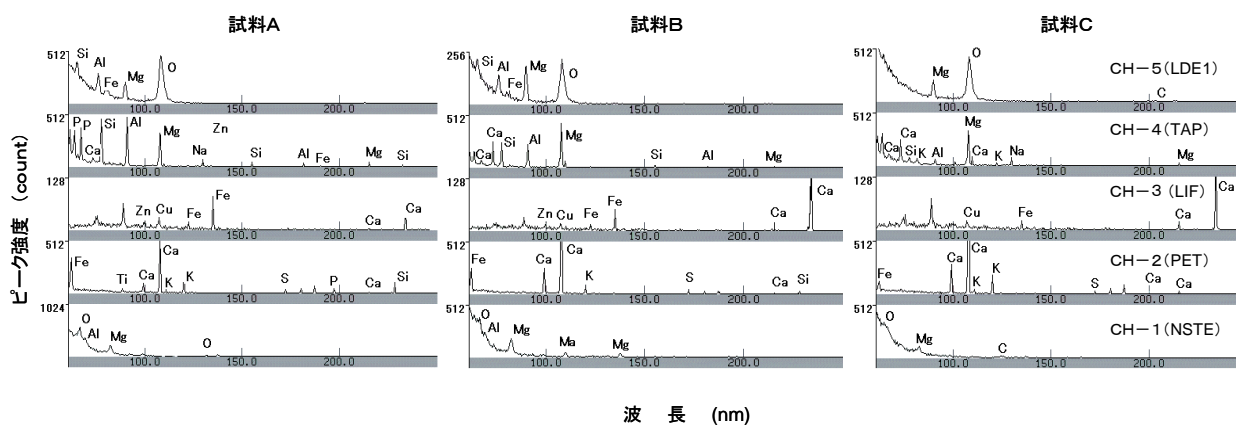 試料A
試料B
試料C
ピーク強度 (count)
512 Si Al Fe Mg O
100.0 150.0 200.0
512 P P Ca Si Al Mg Na Zn Si Al Fe Mg Si
100.0 150.0 200.0
128 Zn Cu Fe Fe Ca Ca
100.0 150.0 200.0
512 Fe Ti Ca Ca K K S P Ca Si
100.0 150.0 200.0
1024 O Al Mg O
100.0 150.0 200.0
256 Si Al Fe Mg O
100.0 150.0 200.0
512 Ca Ca Si Al Mg Si Al Mg
100.0 150.0 200.0
128 Zn Cu Fe Fe Ca Ca
100.0 150.0 200.0
512 Fe Ca Ca K S Ca Si
100.0 150.0 200.0
512 O Al Mg Ma Mg
100.0 150.0 200.0
512 Mg O C CH-5(LDE1)
100.0 150.0 200.0
512 Ca Ca Si K Al Mg Ca K Na Mg CH-4(TAP)
100.0 150.0 200.0
128 Cu Fe Ca Ca CH-3 (LIF)
100.0 150.0 200.0
512 Fe Ca Ca K K S Ca Ca CH-2(PET)
100.0 150.0 200.0
512 O Mg C CH-1(NSTE)
100.0 150.0 200.0
波 長 (nm)